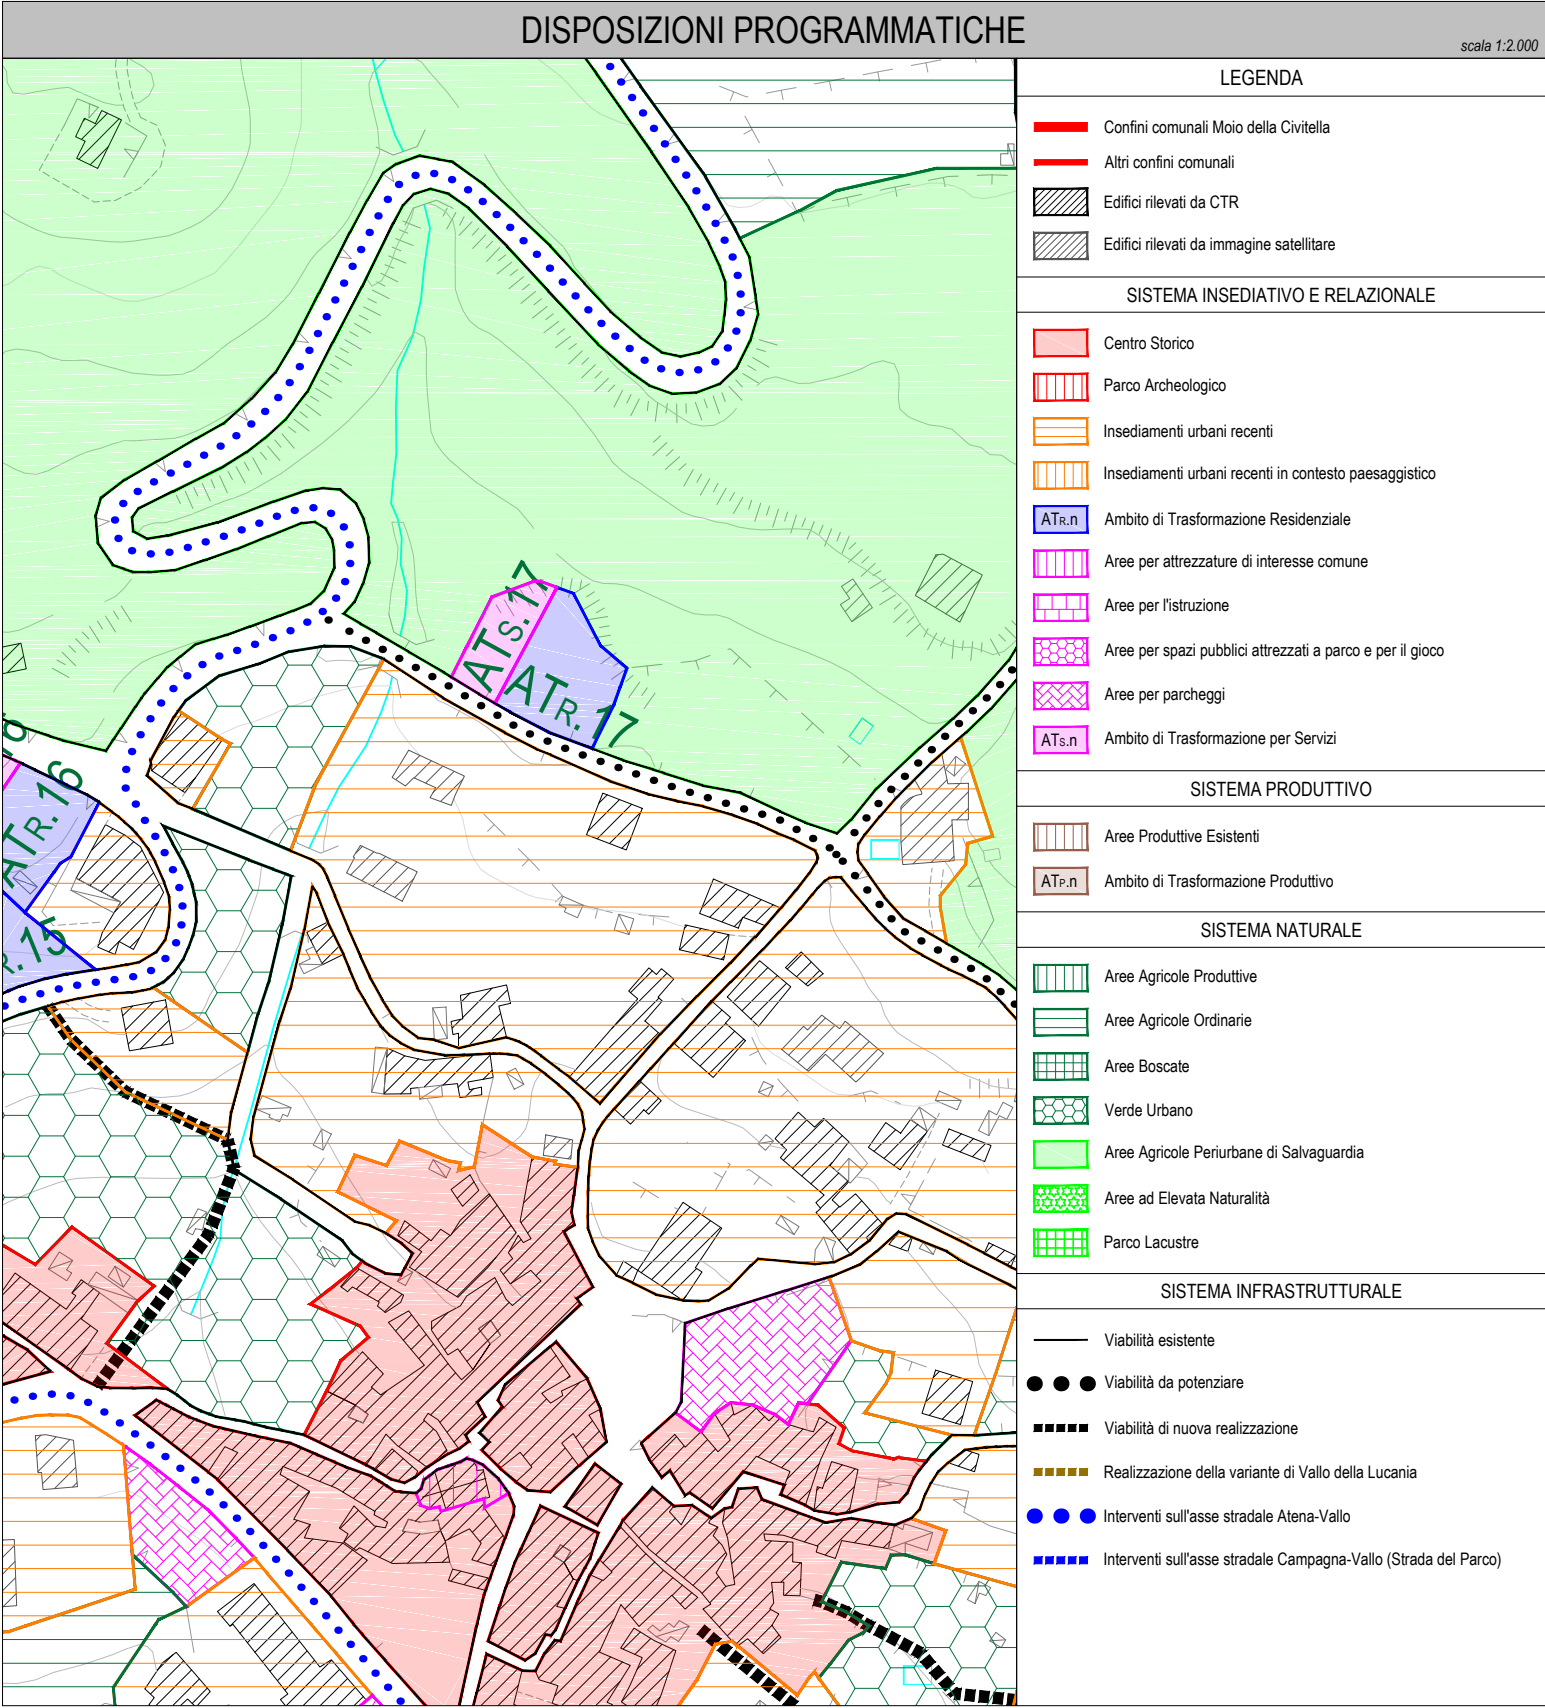 DISPOSIZIONI PROGRAMMATICHE
scala 1:2.000
LEGENDA
Confini comunali Moio della Civitella
Altri confini comunali
Edifici rilevati da CTR
Edifici rilevati da immagine satellitare
SISTEMA INSEDIATIVO E RELAZIONALE
Centro Storico
Parco Archeologico
Insediamenti urbani recenti
Insediamenti urbani recenti in contesto paesaggistico
ATR.n Ambito di Trasformazione Residenziale
Aree per attrezzature di interesse comune
Aree per l'istruzione
Aree per spazi pubblici attrezzati a parco e per il gioco
Aree per parcheggi
ATs.n Ambito di Trasformazione per Servizi
SISTEMA PRODUTTIVO
Aree Produttive Esistenti
ATP.n Ambito di Trasformazione Produttivo
SISTEMA NATURALE
Aree Agricole Produttive
Aree Agricole Ordinarie
Aree Boscate
Verde Urbano
Aree Agricole Periurbane di Salvaguardia
Aree ad Elevata Naturalità
Parco Lacustre
SISTEMA INFRASTRUTTURALE
Viabilità esistente
Viabilità da potenziare
Viabilità di nuova realizzazione
Realizzazione della variante di Vallo della Lucania
Interventi sull'asse stradale Atena-Vallo
Interventi sull'asse stradale Campagna-Vallo (Strada del Parco)
ATs.17
ATR.17
ATR.16
R.15